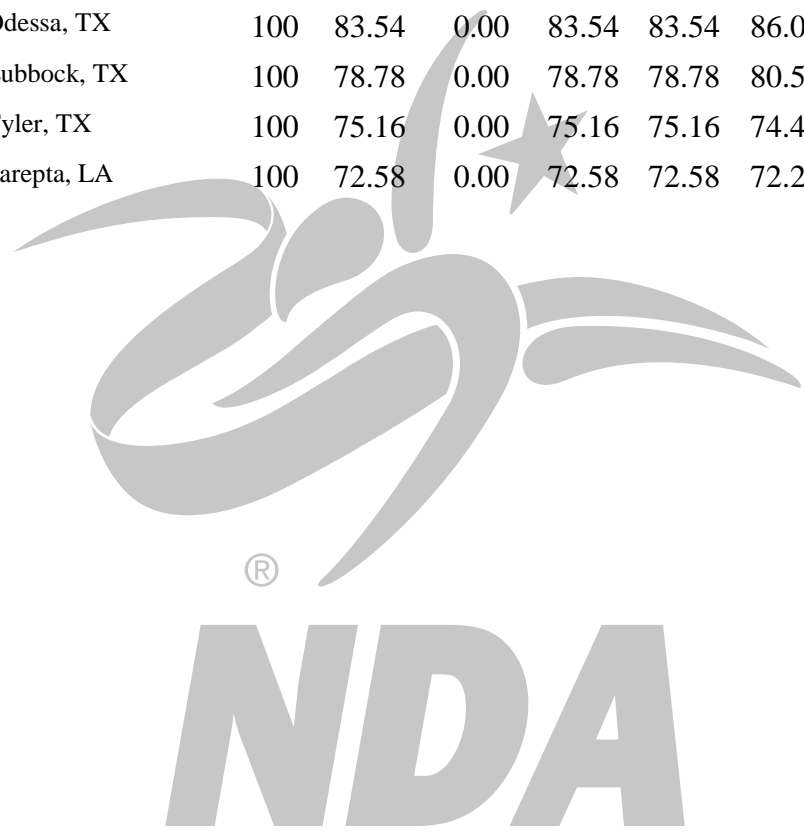 dessa, TX 100 83.54 0.00 83.54 83.54 86.0
ubbock, TX 100 78.78 0.00 78.78 78.78 80.5
yler, TX 100 75.16 0.00 75.16 75.16 74.4
arepta, LA 100 72.58 0.00 72.58 72.58 72.2
®
NDA